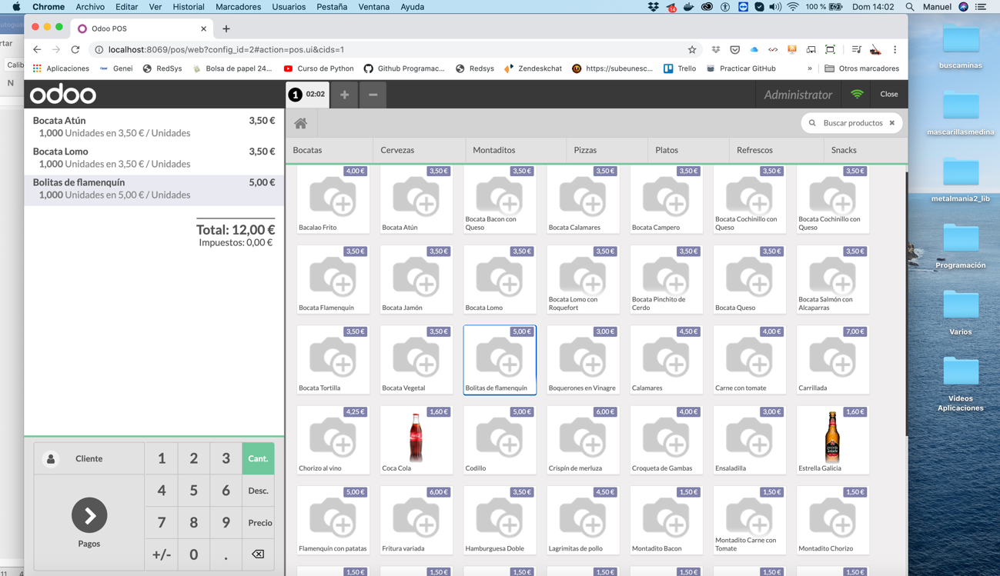 Chrome Archivo Editar Ver Historial Marcadores Usuarios Pestaña Ventana Ayuda
14 100 % Dom 14:02 Manuel
Odoo POS
localhost:8069/pos/web?config_id=2#action=pos.ui&cids=1
Aplicaciones Genei RedSys Bolsa de papel 24... Curso de Python Github Programac... Redsys Zendeskchat https://subeunesc... Trello Practicar GitHub » Otros marcadores
odoo
1 02:02 + −
Administrator Close
Buscar productos
Bocatas Cervezas Montaditos Pizzas Platos Refrescos Snacks
Bocata Atún 3,50 €
1,000 Unidades en 3,50 € / Unidades
Bocata Lomo 3,50 €
1,000 Unidades en 3,50 € / Unidades
Bolitas de flamenquín 5,00 €
1,000 Unidades en 5,00 € / Unidades
Total: 12,00 €
Impuestos: 0,00 €
Cliente 1 2 3 Cant.
4 5 6 Desc.
7 8 9 Precio
Pagos
+/- 0 .
4,00 € 3,50 € 3,50 € 3,50 € 3,50 € 3,50 € 3,50 €
Bacalao Frito
Bocata Atún
Bocata Bacon con
Queso
Bocata Calamares
Bocata Campero
Bocata Cochinillo con
Queso
Bocata Cochillo con
Queso
3,50 € 3,50 € 3,50 € 3,50 € 3,50 € 3,50 € 3,50 €
Bocata Flamenquín
Bocata Jamón
Bocata Lomo
Bocata Lomo con
Roquefort
Bocata Pinchito de
Cerdo
Bocata Queso
Bocata Salmón con
Alcaparras
3,50 € 3,50 € 5,00 € 3,00 € 4,50 € 4,00 € 7,00 €
Bocata Tortilla
Bocata Vegetal
Bolitas de flamenquín
Boquerones en Vinagre
Calamares
Carne con tomate
Carrillada
4,25 € 1,60 € 5,00 € 6,00 € 4,00 € 3,00 € 1,60 €
Chorizo al vino
Coca Cola
Codillo
Crispín de merluza
Croqueta de Gambas
Ensaladilla
Estrella Galicia
5,00 € 6,00 € 3,50 € 4,50 € 1,50 € 1,50 € 1,50 €
Flamenquín con patatas
Fritura variada
Hamburguesa Doble
Lagrimitas de pollo
Montadito Bacon
Montadito Carne con
Tomate
Montadito Chorizo
1,50 € 1,50 € 1,50 € 1,50 € 1,50 € 1,50 € 1,50 €
buscaminas
mascarillasmedina
metalmania2_lib
Programación
Varios
Videos
Aplicaciones
Calib
N